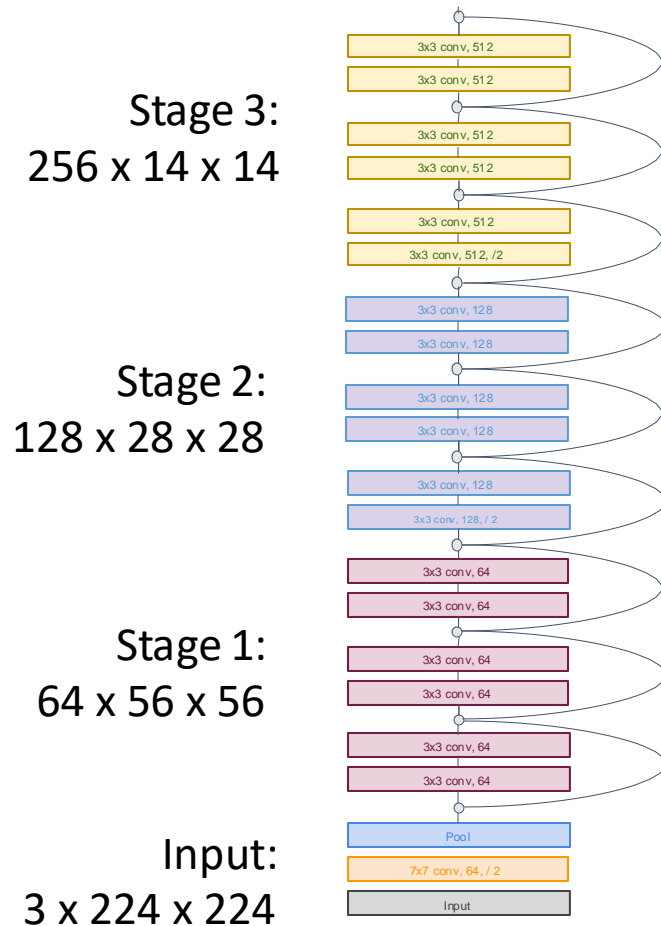 3x3 conv, 512
3x3 conv, 512
Stage 3:
256 x 14 x 14
3x3 conv, 512
3x3 conv, 512
3x3 conv, 512
3x3 conv, 512, /2
3x3 conv, 128
3x3 conv, 128
Stage 2:
128 x 28 x 28
3x3 conv, 128
3x3 conv, 128
3x3 conv, 128
3x3 conv, 128, / 2
3x3 conv, 64
3x3 conv, 64
Stage 1:
64 x 56 x 56
3x3 conv, 64
3x3 conv, 64
3x3 conv, 64
3x3 conv, 64
Input:
3 x 224 x 224
Pool
7x7 conv, 64, / 2
Input